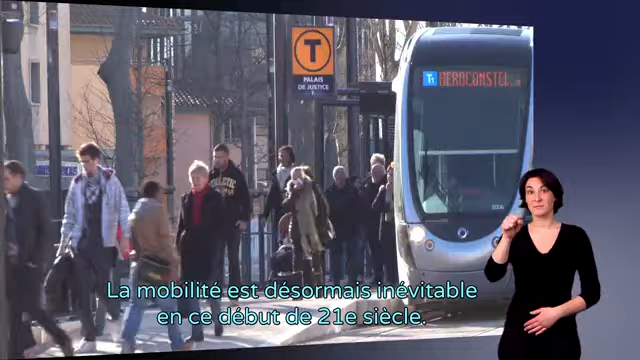 T
PALAIS
DE JUSTICE
T1 AEROCONSTEL
La mobilité est désormais inévitable
en ce début de 21e siècle.